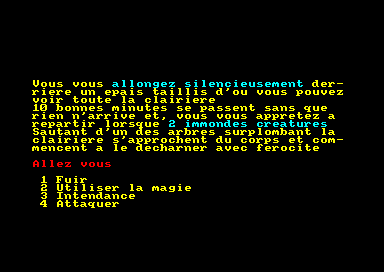 Vous vous allongez silencieusement der-
riere un epais taillis d'ou vous pouvez
voir toute la clairiere
10 bonnes minutes se passent sans que
rien n'arrive et, vous vous appretez a
repartir lorsque 2 immondes creatures
Sautant d'un des arbres surplombant la
clairiere s'approchent du corps et com-
mencent a le decharner avec ferocite
Allez vous
1 Fuir
2 Utiliser la magie
3 Intendance
4 Attaquer